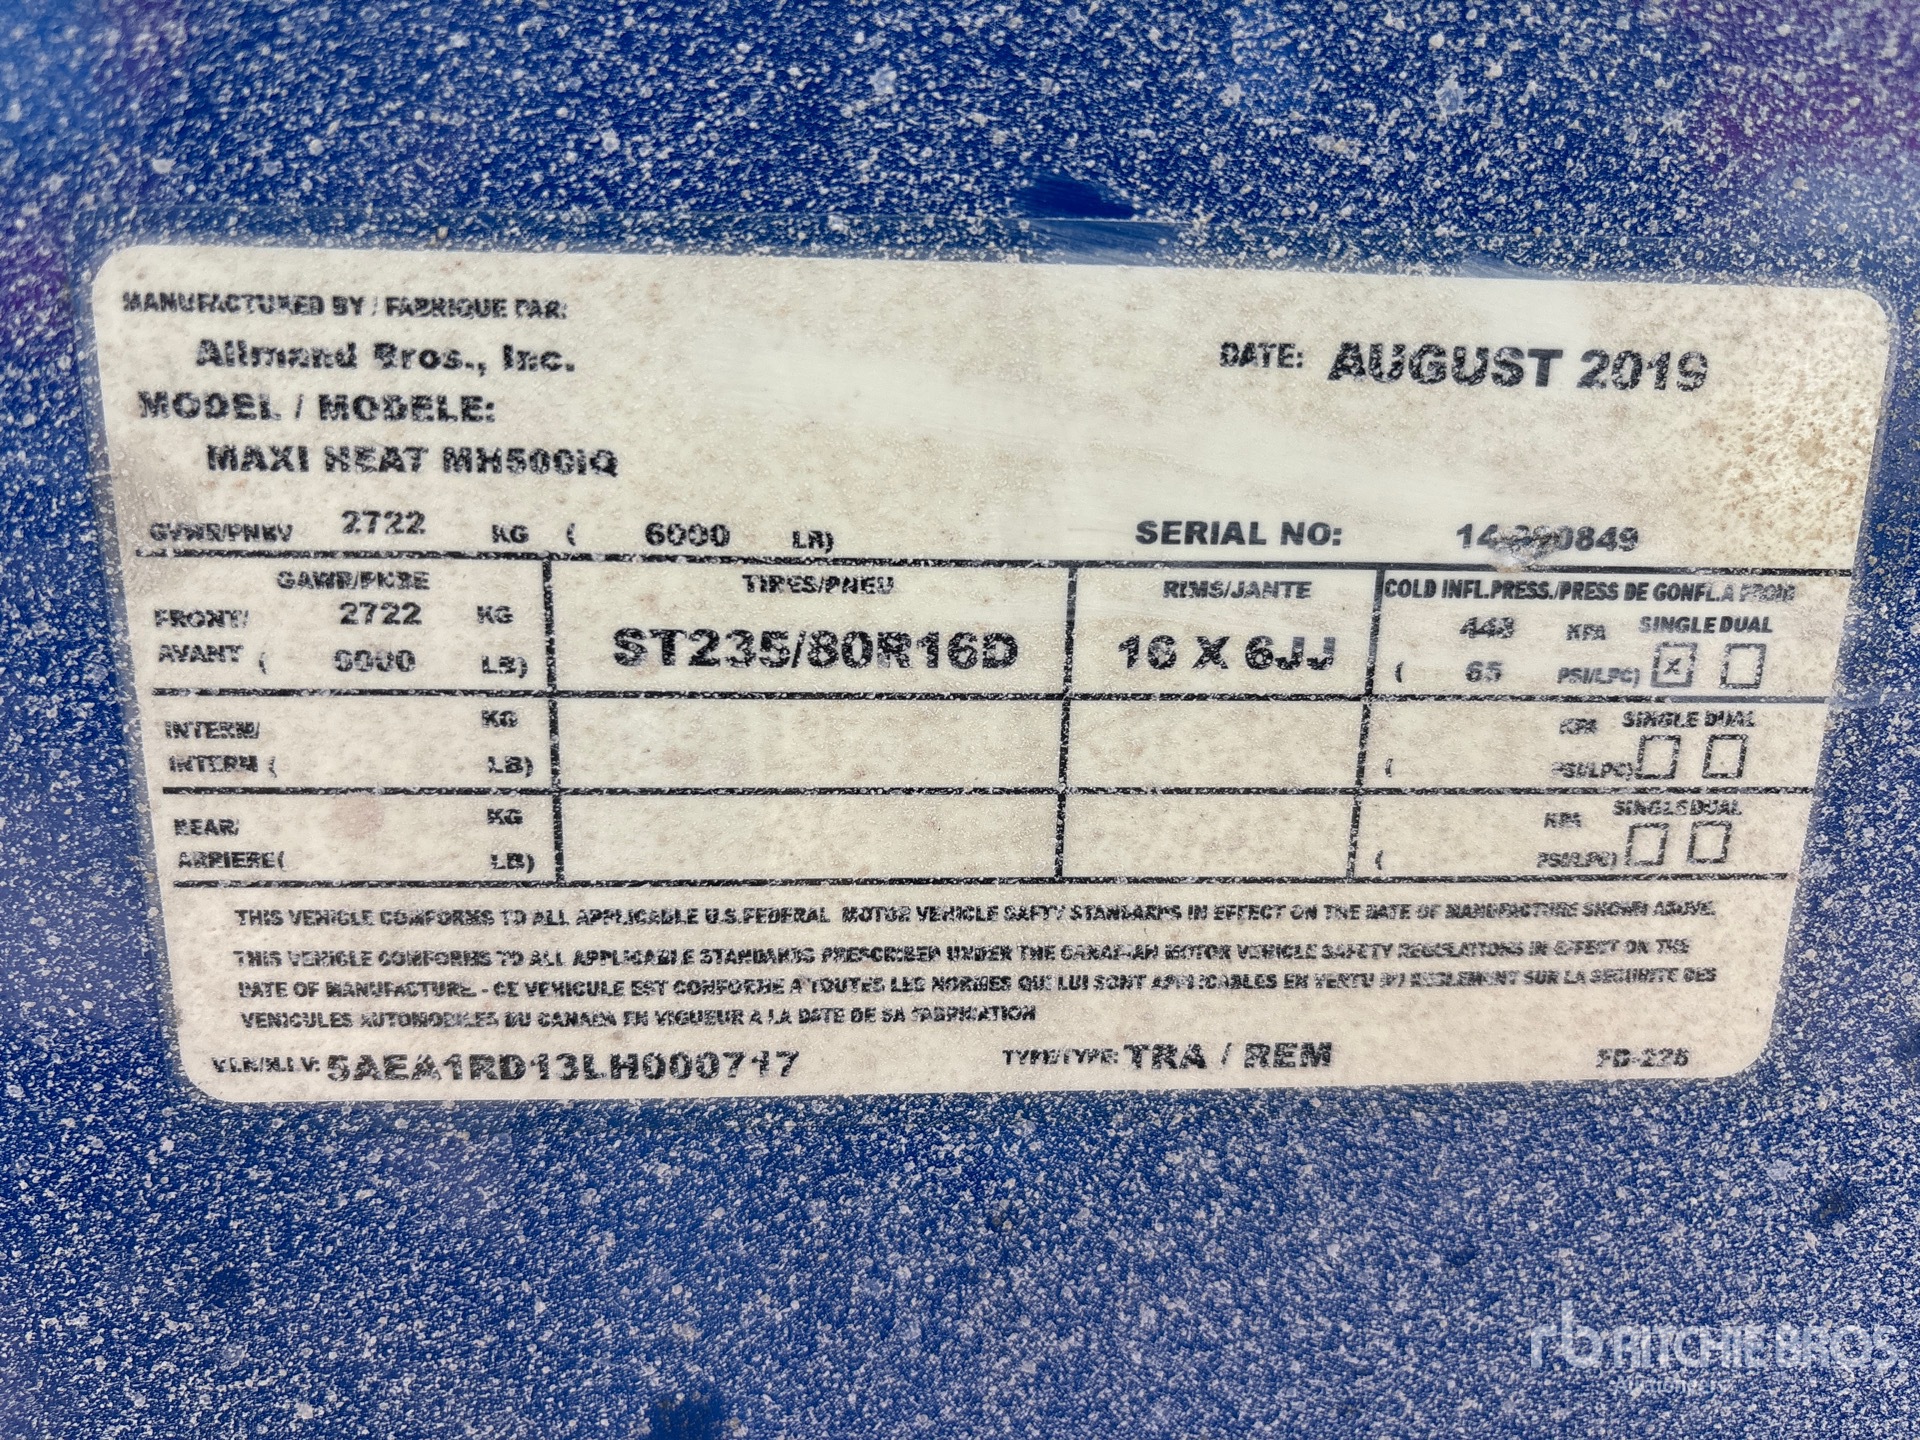 MANUFACTURED BY / FABRIQUE PAR:
Allmand Bros., Inc.
DATE: AUGUST 2019
MODEL / MODELE:
MAXI HEAT MH500iQ
GVWR/PNBV 2722 KG ( 6000 LB)
SERIAL NO:
GAWR/PNBE TIRES/PNEU RIMS/JANTE COLD INFL.PRESS./PRESS DE GONFL.A FROID
FRONT/ 2722 KG ST235/80R16D 16 X 6JJ 448 KPA SINGLE DUAL
AVANT ( 6000 LB) ( 65 PSI/LPC) X
INTERM/ KG KPA SINGLE DUAL
INTERM ( LB) ( PSI/LPC)
REAR/ KG KPA SINGLE DUAL
ARRIERE( LB) ( PSI/LPC)
THIS VEHICLE CONFORMS TO ALL APPLICABLE U.S.FEDERAL MOTOR VEHICLE SAFTY STANDARDS IN EFFECT ON THE DATE OF MANUFACTURE SHOWN ABOVE.
THIS VEHICLE CONFORMS TO ALL APPLICABLE STANDARDS PRESCRIBED UNDER THE CANADIAN MOTOR VEHICLE SAFETY REGULATIONS IN EFFECT ON THE
DATE OF MANUFACTURE. - CE VEHICULE EST CONFORME A TOUTES LES NORMES QUI LUI SONT APPLICABLES EN VERTU DU REGLEMENT SUR LA SECURITE DES
VEHICULES AUTOMOBILES DU CANADA EN VIGUEUR A LA DATE DE SA FABRICATION
V.I.N/N.I.V: 5AEA1RD13LH000717 TYPE/TYPE: TRA / REM
rb RITCHIE BROS
Auctioneers